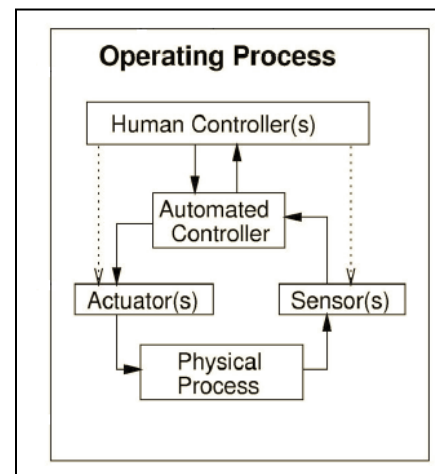 Operating Process
Human Controller(s)
Automated
Controller
Actuator(s)
Sensor(s)
Physical
Process